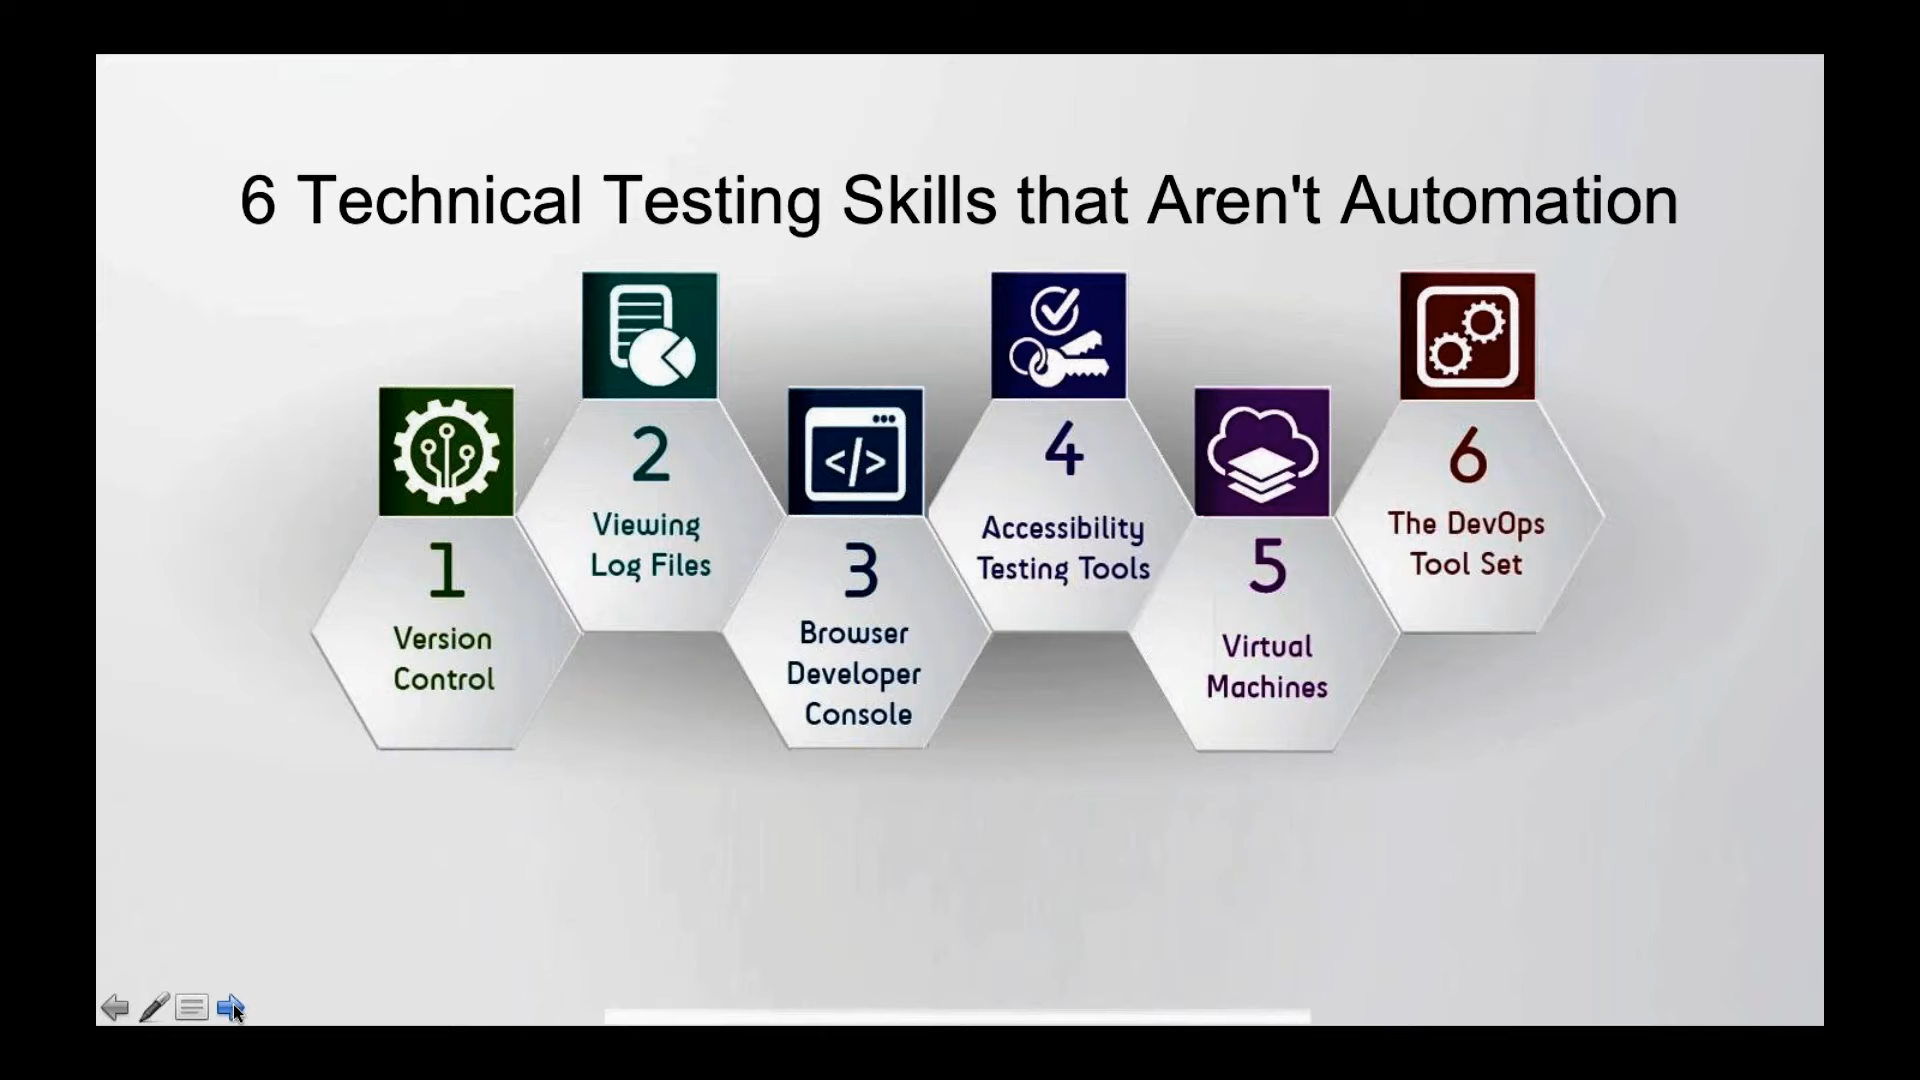 6 Technical Testing Skills that Aren't Automation
1
Version
Control
2
Viewing
Log Files
</>
3
Browser
Developer
Console
4
Accessibility
Testing Tools
5
Virtual
Machines
6
The DevOps
Tool Set